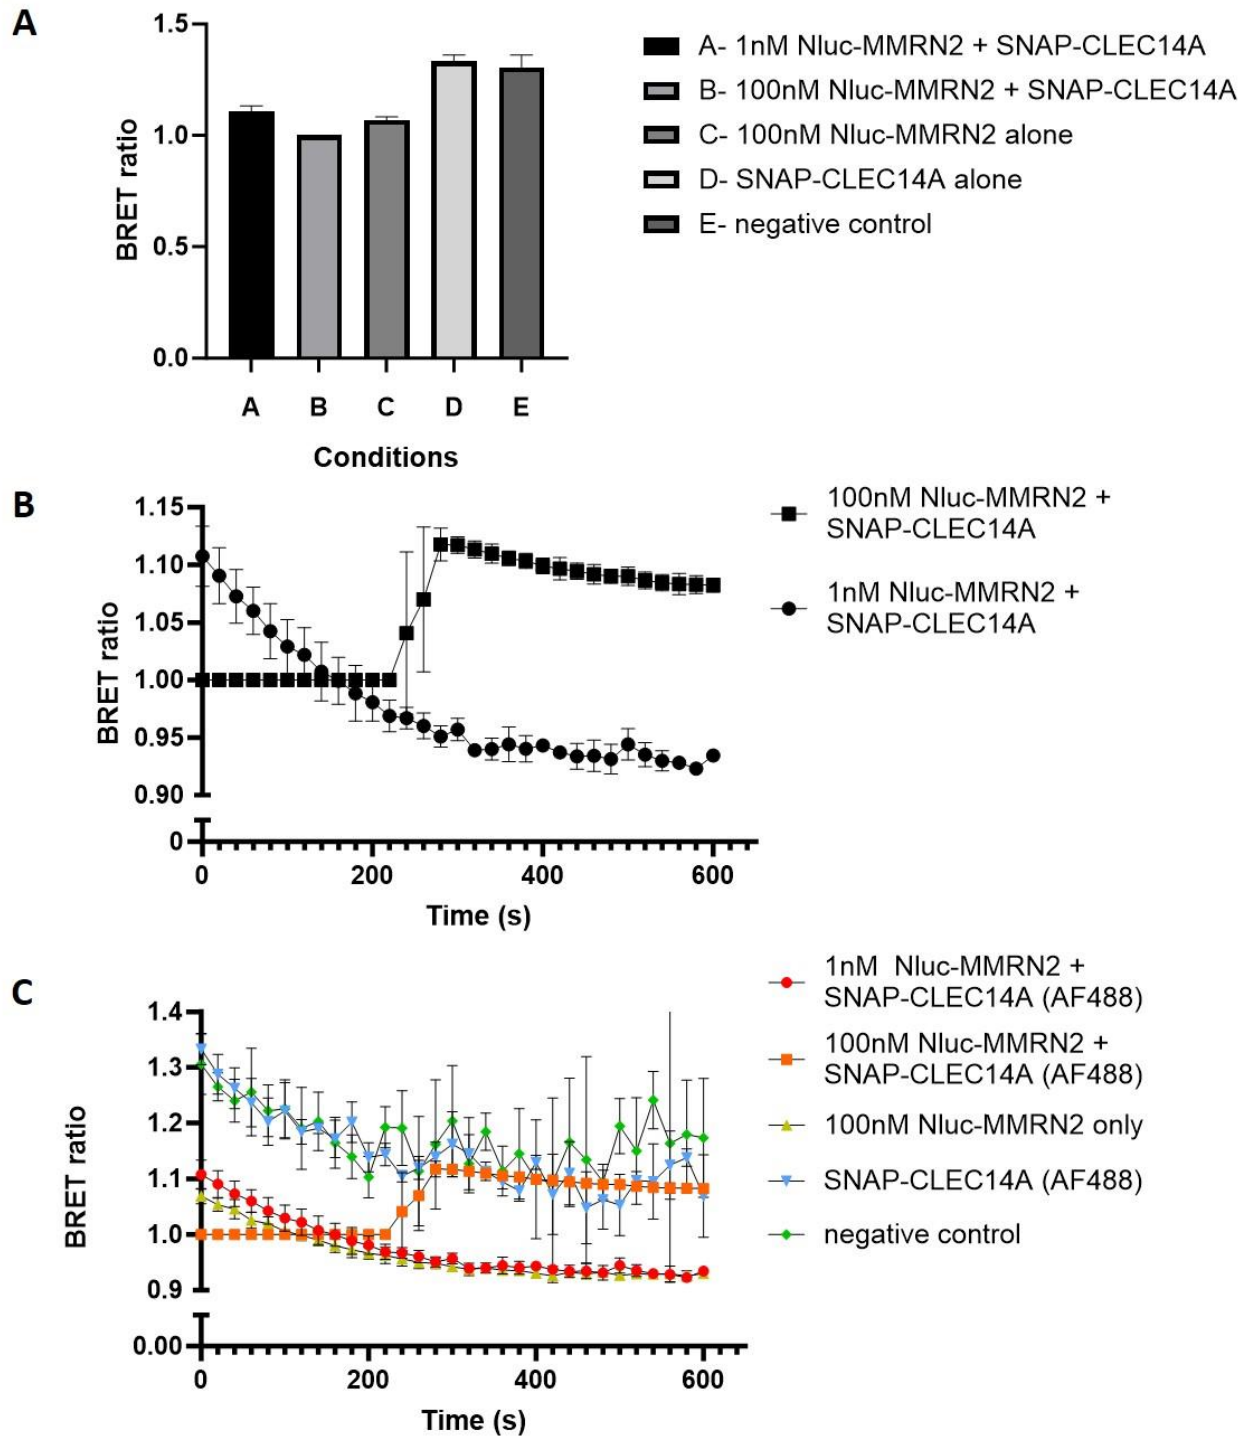 A
1.5
1.0
0.5
0.0
BRET ratio
A B C D E
Conditions
A- 1nM Nluc-MMRN2 + SNAP-CLEC14A
B- 100nM Nluc-MMRN2 + SNAP-CLEC14A
C- 100nM Nluc-MMRN2 alone
D- SNAP-CLEC14A alone
E- negative control
B
1.15
1.10
1.05
1.00
0.95
0.90
0
BRET ratio
0 200 400 600
Time (s)
100nM Nluc-MMRN2 +
SNAP-CLEC14A
1nM Nluc-MMRN2 +
SNAP-CLEC14A
C
1.4
1.3
1.2
1.1
1.0
0.9
0.00
BRET ratio
0 200 400 600
Time (s)
1nM Nluc-MMRN2 +
SNAP-CLEC14A (AF488)
100nM Nluc-MMRN2 +
SNAP-CLEC14A (AF488)
100nM Nluc-MMRN2 only
SNAP-CLEC14A (AF488)
negative control